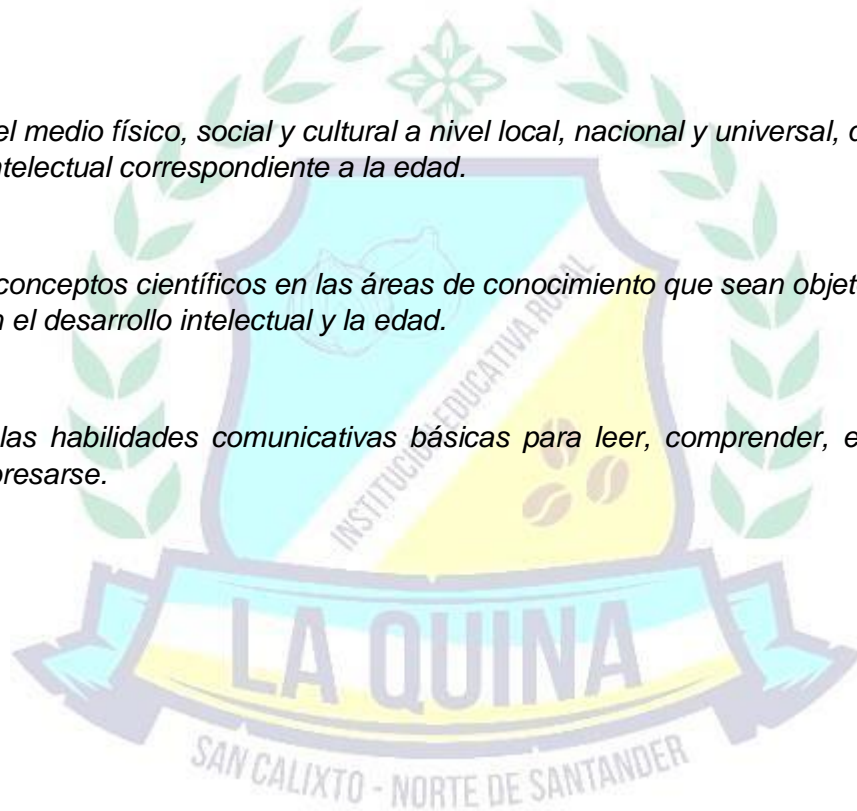 el medio físico, social y cultural a nivel local, nacional y universal,
ntelectual correspondiente a la edad.
conceptos científicos en las áreas de conocimiento que sean objet
el desarrollo intelectual y la edad.
las habilidades comunicativas básicas para leer, comprender,
presarse.
INSTITUCIÓN EDUCATIVA RURAL
LA QUINA
SAN CALIXTO - NORTE DE SANTANDER